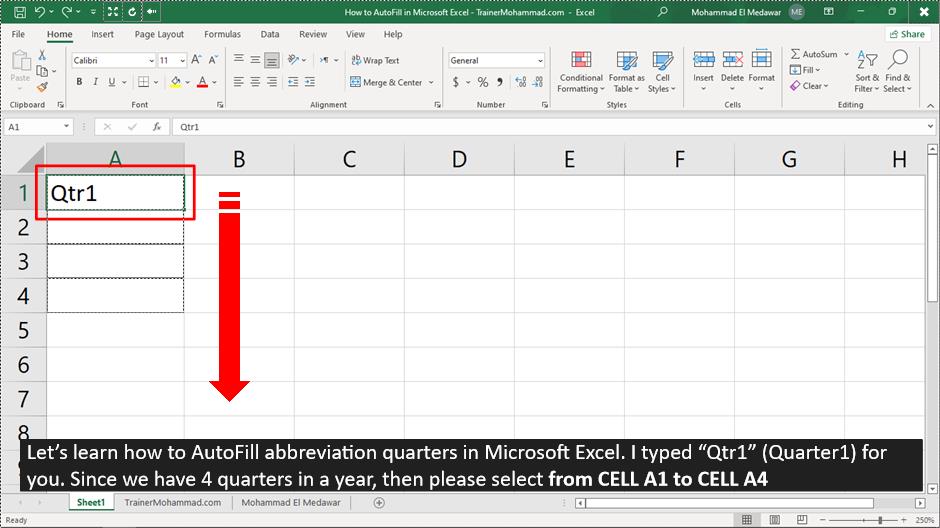 How to AutoFill in Microsoft Excel - TrainerMohammad.com - Excel
Mohammad El Medawar ME
File Home Insert Page Layout Formulas Data Review View Help Share
Paste
Calibri 11 A A
Wrap Text
General
Conditional Formatting
Format as Table
Cell Styles
Insert Delete Format
AutoSum
Fill
Clear
Sort & Filter
Find & Select
B I U A
Merge & Center
$ % ,
Clipboard Font Alignment Number Styles Cells Editing
A1 fx Qtr1
A B C D E F G H
1 Qtr1
2
3
4
5
6
7
8
Let’s learn how to AutoFill abbreviation quarters in Microsoft Excel. I typed “Qtr1” (Quarter1) for
you. Since we have 4 quarters in a year, then please select from CELL A1 to CELL A4
Sheet1 TrainerMohammad.com Mohammad El Medawar
Ready 250%